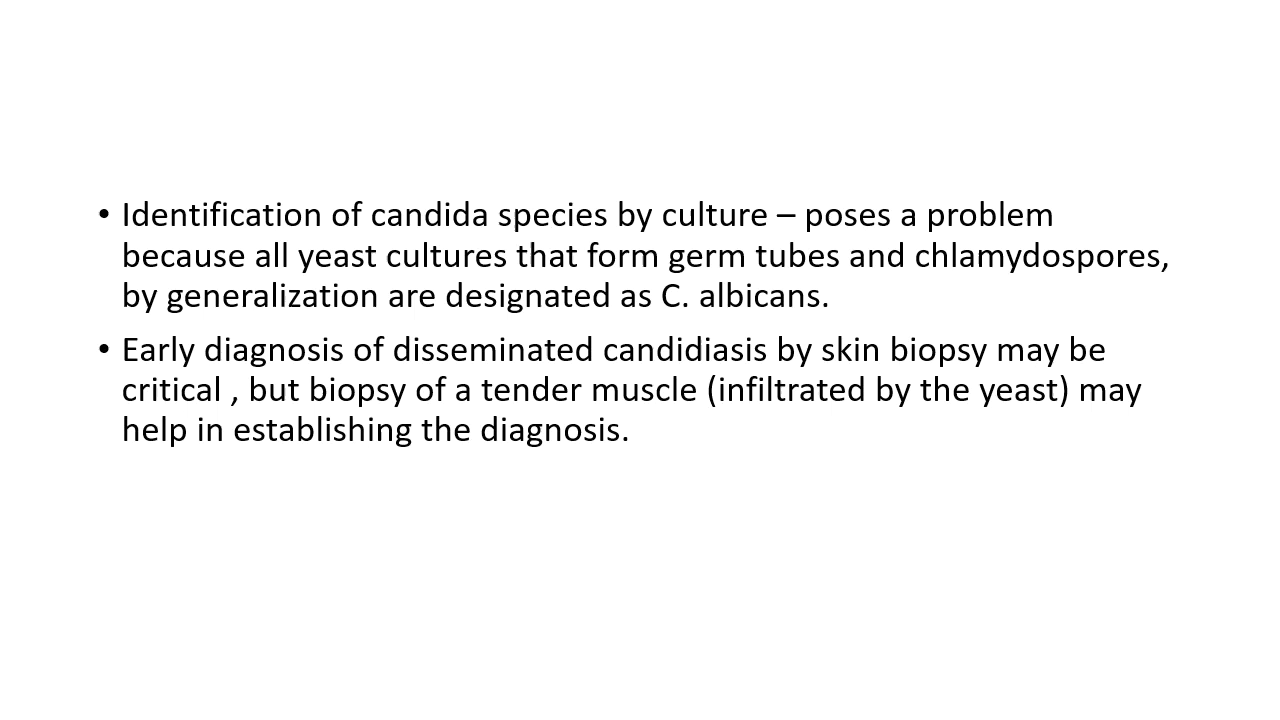 • Identification of candida species by culture – poses a problem
because all yeast cultures that form germ tubes and chlamydospores,
by generalization are designated as C. albicans.
• Early diagnosis of disseminated candidiasis by skin biopsy may be
critical , but biopsy of a tender muscle (infiltrated by the yeast) may
help in establishing the diagnosis.